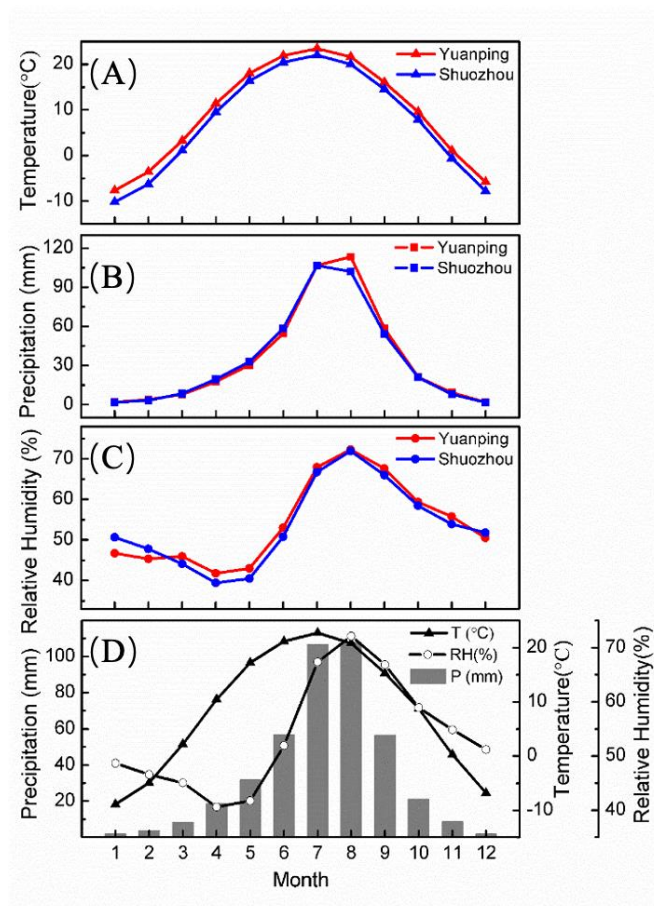 (A)
Yuanping
Shuozhou
Temperature(°C)
20
10
0
-10
(B)
Yuanping
Shuozhou
Precipitation (mm)
120
90
60
30
0
(C)
Yuanping
Shuozhou
Relative Humidity (%)
70
60
50
40
(D)
T (°C)
RH(%)
P (mm)
Precipitation (mm)
100
80
60
40
20
20
10
0
-10
Temperature(°C)
70
60
50
40
Relative Humidity(%)
1 2 3 4 5 6 7 8 9 10 11 12
Month